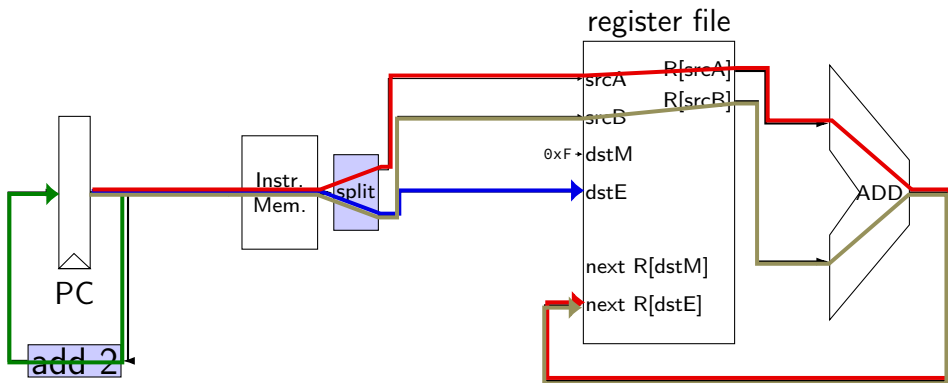 register file
srcA
R[srcA]
srcB
R[srcB]
0xF
dstM
Instr.
Mem.
split
dstE
ADD
next R[dstM]
PC
next R[dstE]
add 2